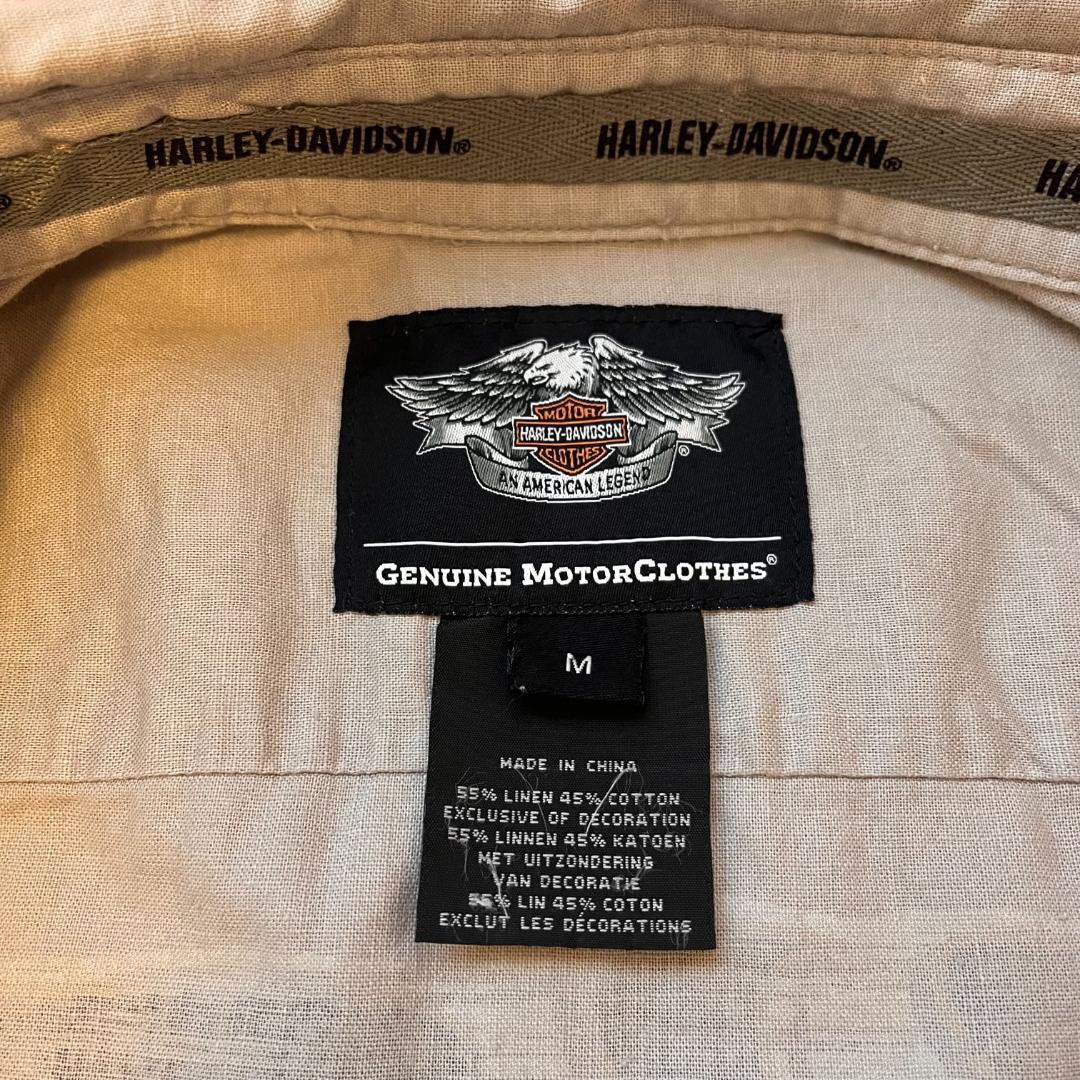 HARLEY-DAVIDSON® HARLEY-DAVIDSON® HA
MOTOR
HARLEY-DAVIDSON
CLOTHES
AN AMERICAN LEGEND
®
GENUINE MOTORCLOTHES®
M
MADE IN CHINA
55% LINEN 45% COTTON
EXCLUSIVE OF DECORATION
55% LINNEN 45% KATOEN
MET UITZONDERING
VAN DECORATIE
55% LIN 45% COTON
EXCLUT LES DÉCORATIONS